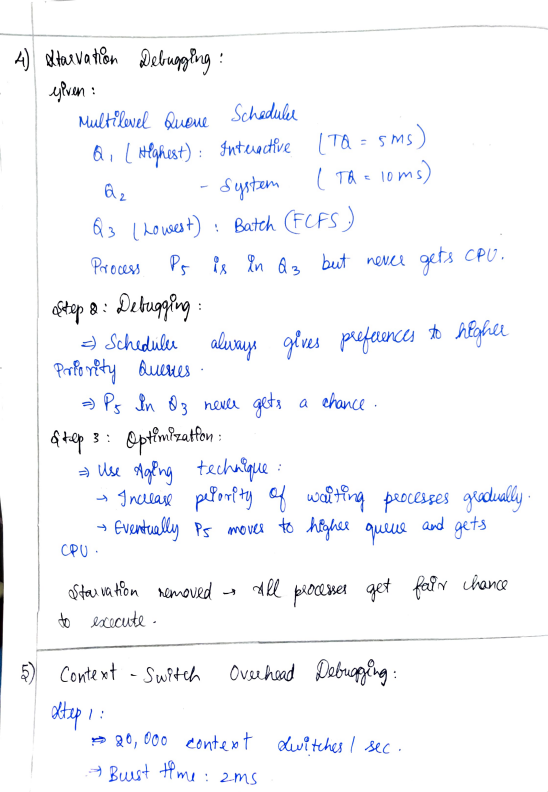 4) Starvation Debugging :
Given :
Multilevel Queue Scheduler
Q1 (Highest) : Interactive (TQ = 5ms)
Q2 - System (TQ = 10ms)
Q3 (Lowest) : Batch (FCFS)
Process P5 is in Q3 but never gets CPU.
Step 2 : Debugging :
⇒ Scheduler always gives preferences to higher
Priority Queues .
⇒ P5 in Q3 never gets a chance .
Step 3 : Optimization :
⇒ Use Aging technique :
→ Increase priority of waiting processes gradually .
→ Eventually P5 moves to higher queue and gets
CPU .
Starvation removed → All processes get fair chance
to execute .
5) Context - Switch Overhead Debugging :
Step 1 :
⇒ 20,000 context switches / sec .
→ Burst time : 2ms